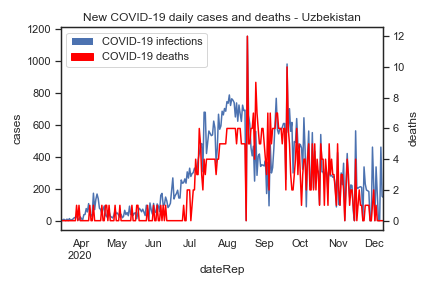 New COVID-19 daily cases and deaths - Uzbekistan
COVID-19 infections
COVID-19 deaths
cases
1200
1000
800
600
400
200
0
deaths
12
10
8
6
4
2
0
Apr May Jun Jul Aug Sep Oct Nov Dec
2020
dateRep